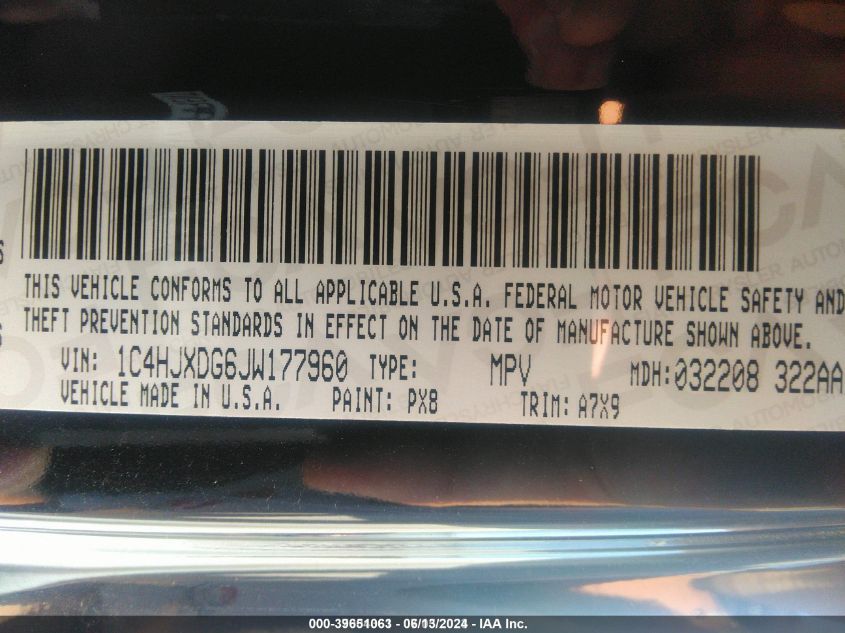 THIS VEHICLE CONFORMS TO ALL APPLICABLE U.S.A. FEDERAL MOTOR VEHICLE SAFETY AND
THEFT PREVENTION STANDARDS IN EFFECT ON THE DATE OF MANUFACTURE SHOWN ABOVE.
VIN: 1C4HJXDG6JW177960 TYPE: MPV MDH: 032208 322AA
VEHICLE MADE IN U.S.A. PAINT: PX8 TRIM: A7X9
000-39651063 - 06/13/2024 - IAA Inc.